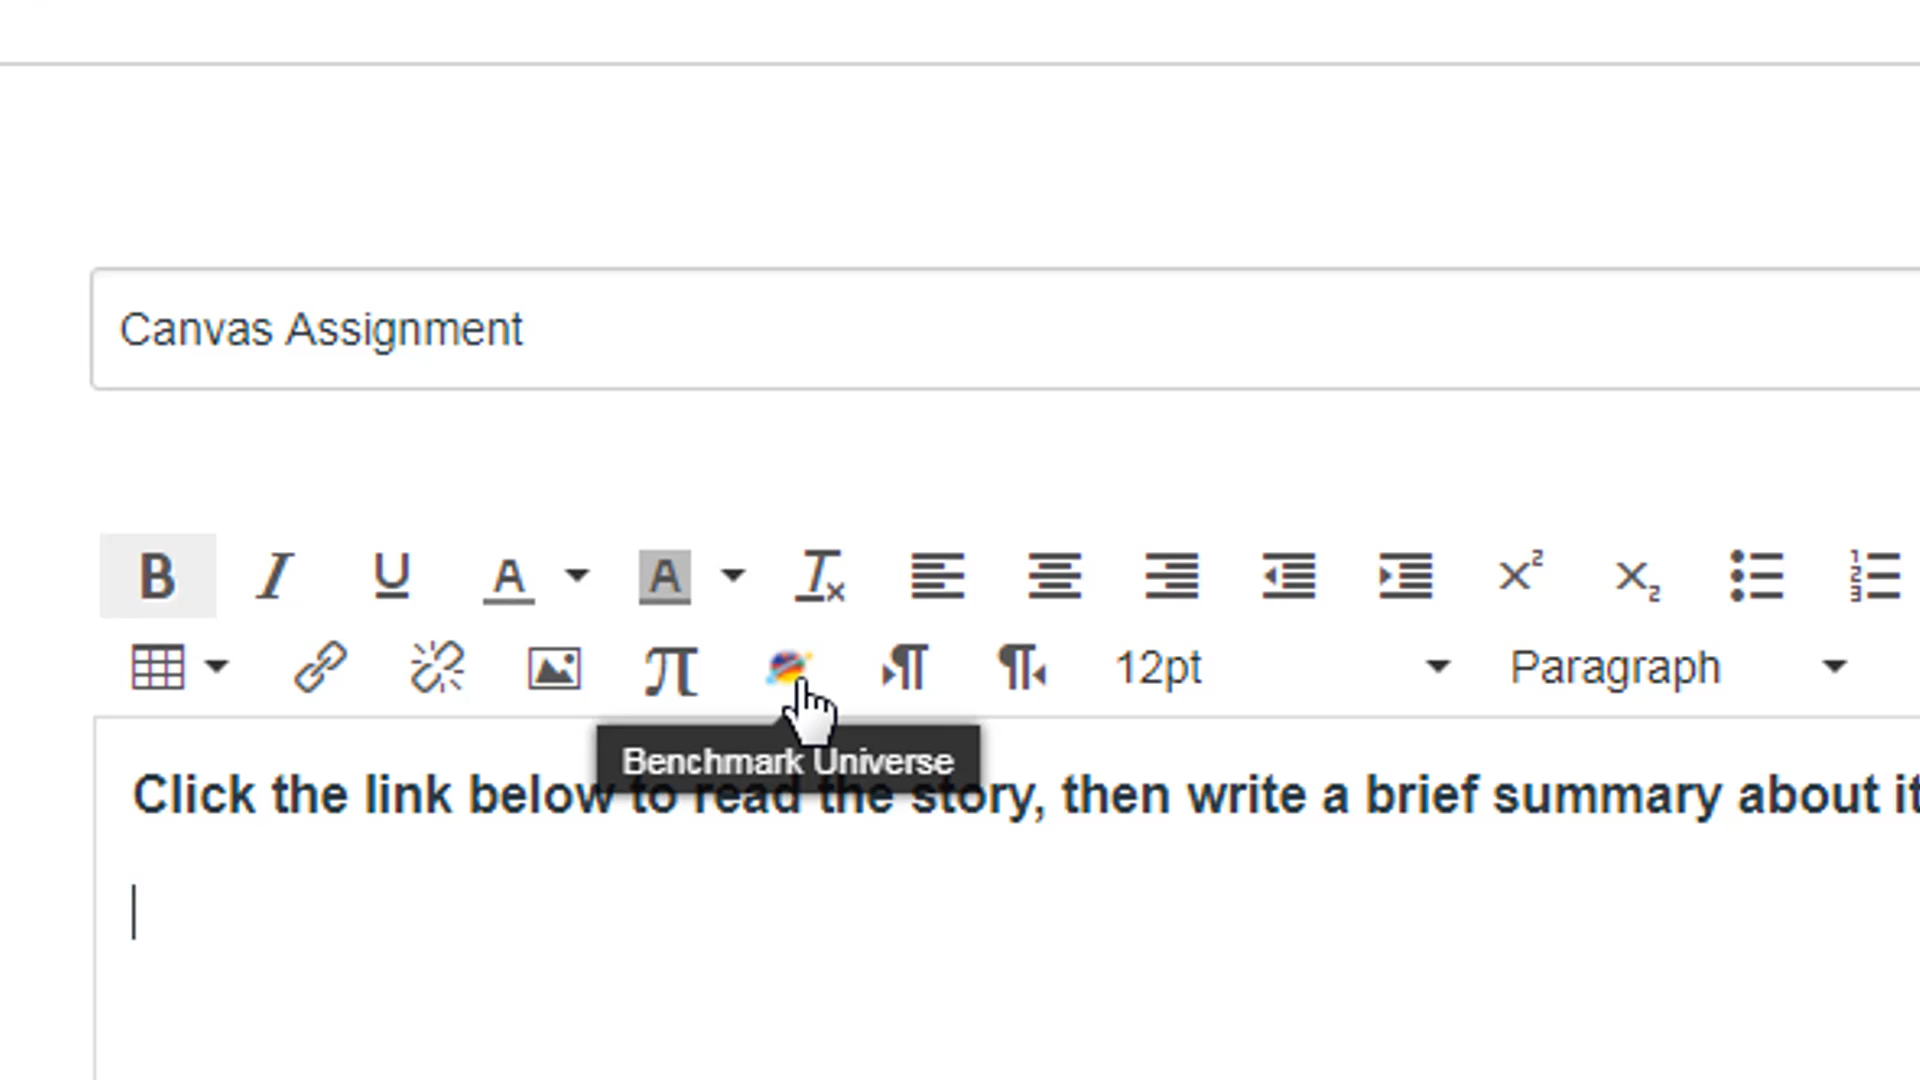 Canvas Assignment
12pt Paragraph
Benchmark Universe
Click the link below to read the story, then write a brief summary about it